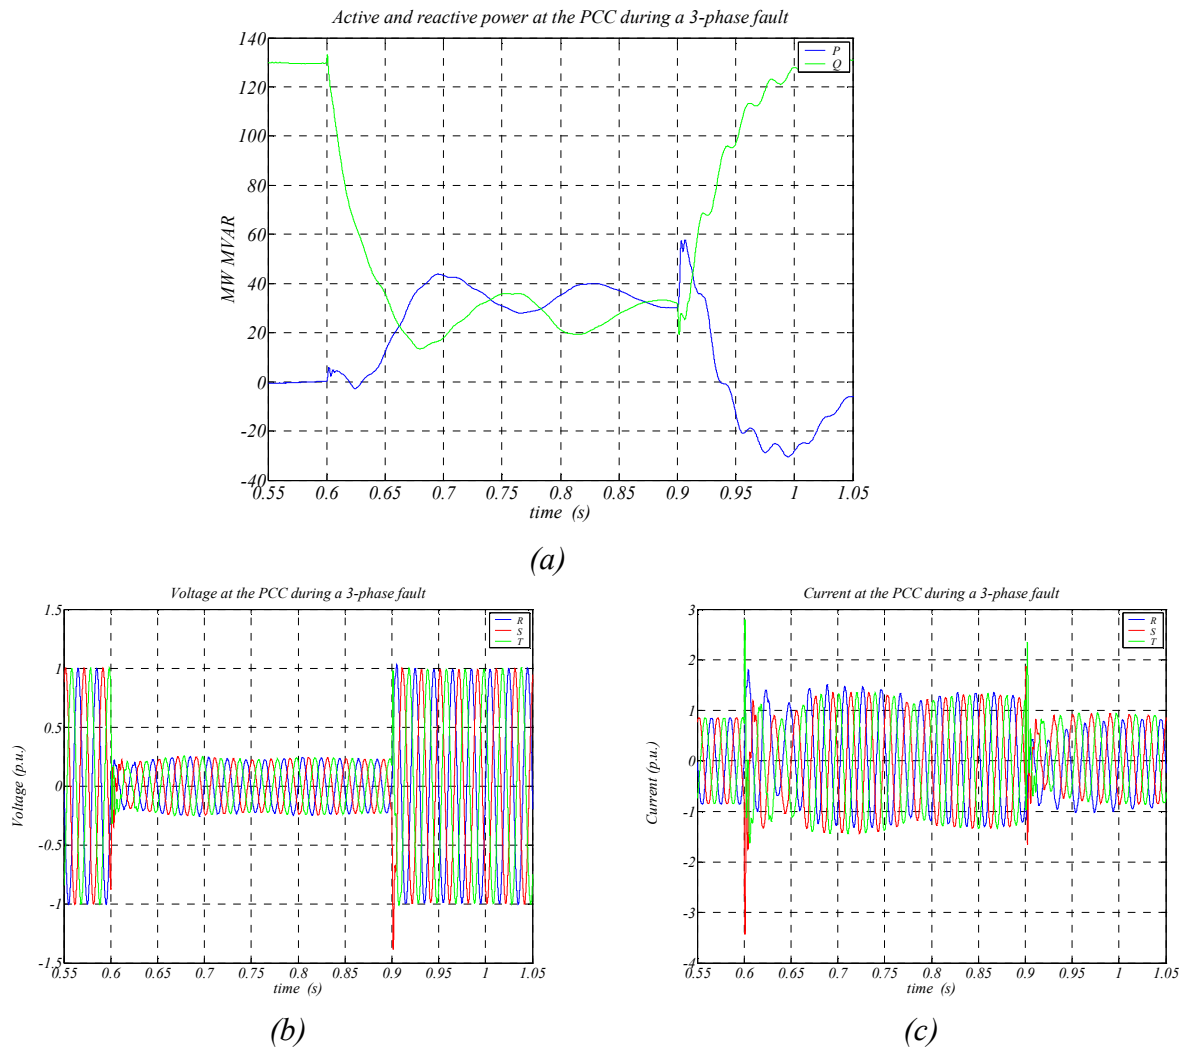 Active and reactive power at the PCC during a 3-phase fault
140
120
100
80
60
40
20
0
-20
-40
MW MVAR
P
Q
0.55 0.6 0.65 0.7 0.75 0.8 0.85 0.9 0.95 1 1.05
time (s)
(a)
Voltage at the PCC during a 3-phase fault
1.5
1
0.5
0
-0.5
-1
-1.5
Voltage (p.u.)
R
S
T
0.55 0.6 0.65 0.7 0.75 0.8 0.85 0.9 0.95 1 1.05
time (s)
(b)
Current at the PCC during a 3-phase fault
3
2
1
0
-1
-2
-3
-4
Current (p.u.)
R
S
T
0.55 0.6 0.65 0.7 0.75 0.8 0.85 0.9 0.95 1 1.05
time (s)
(c)